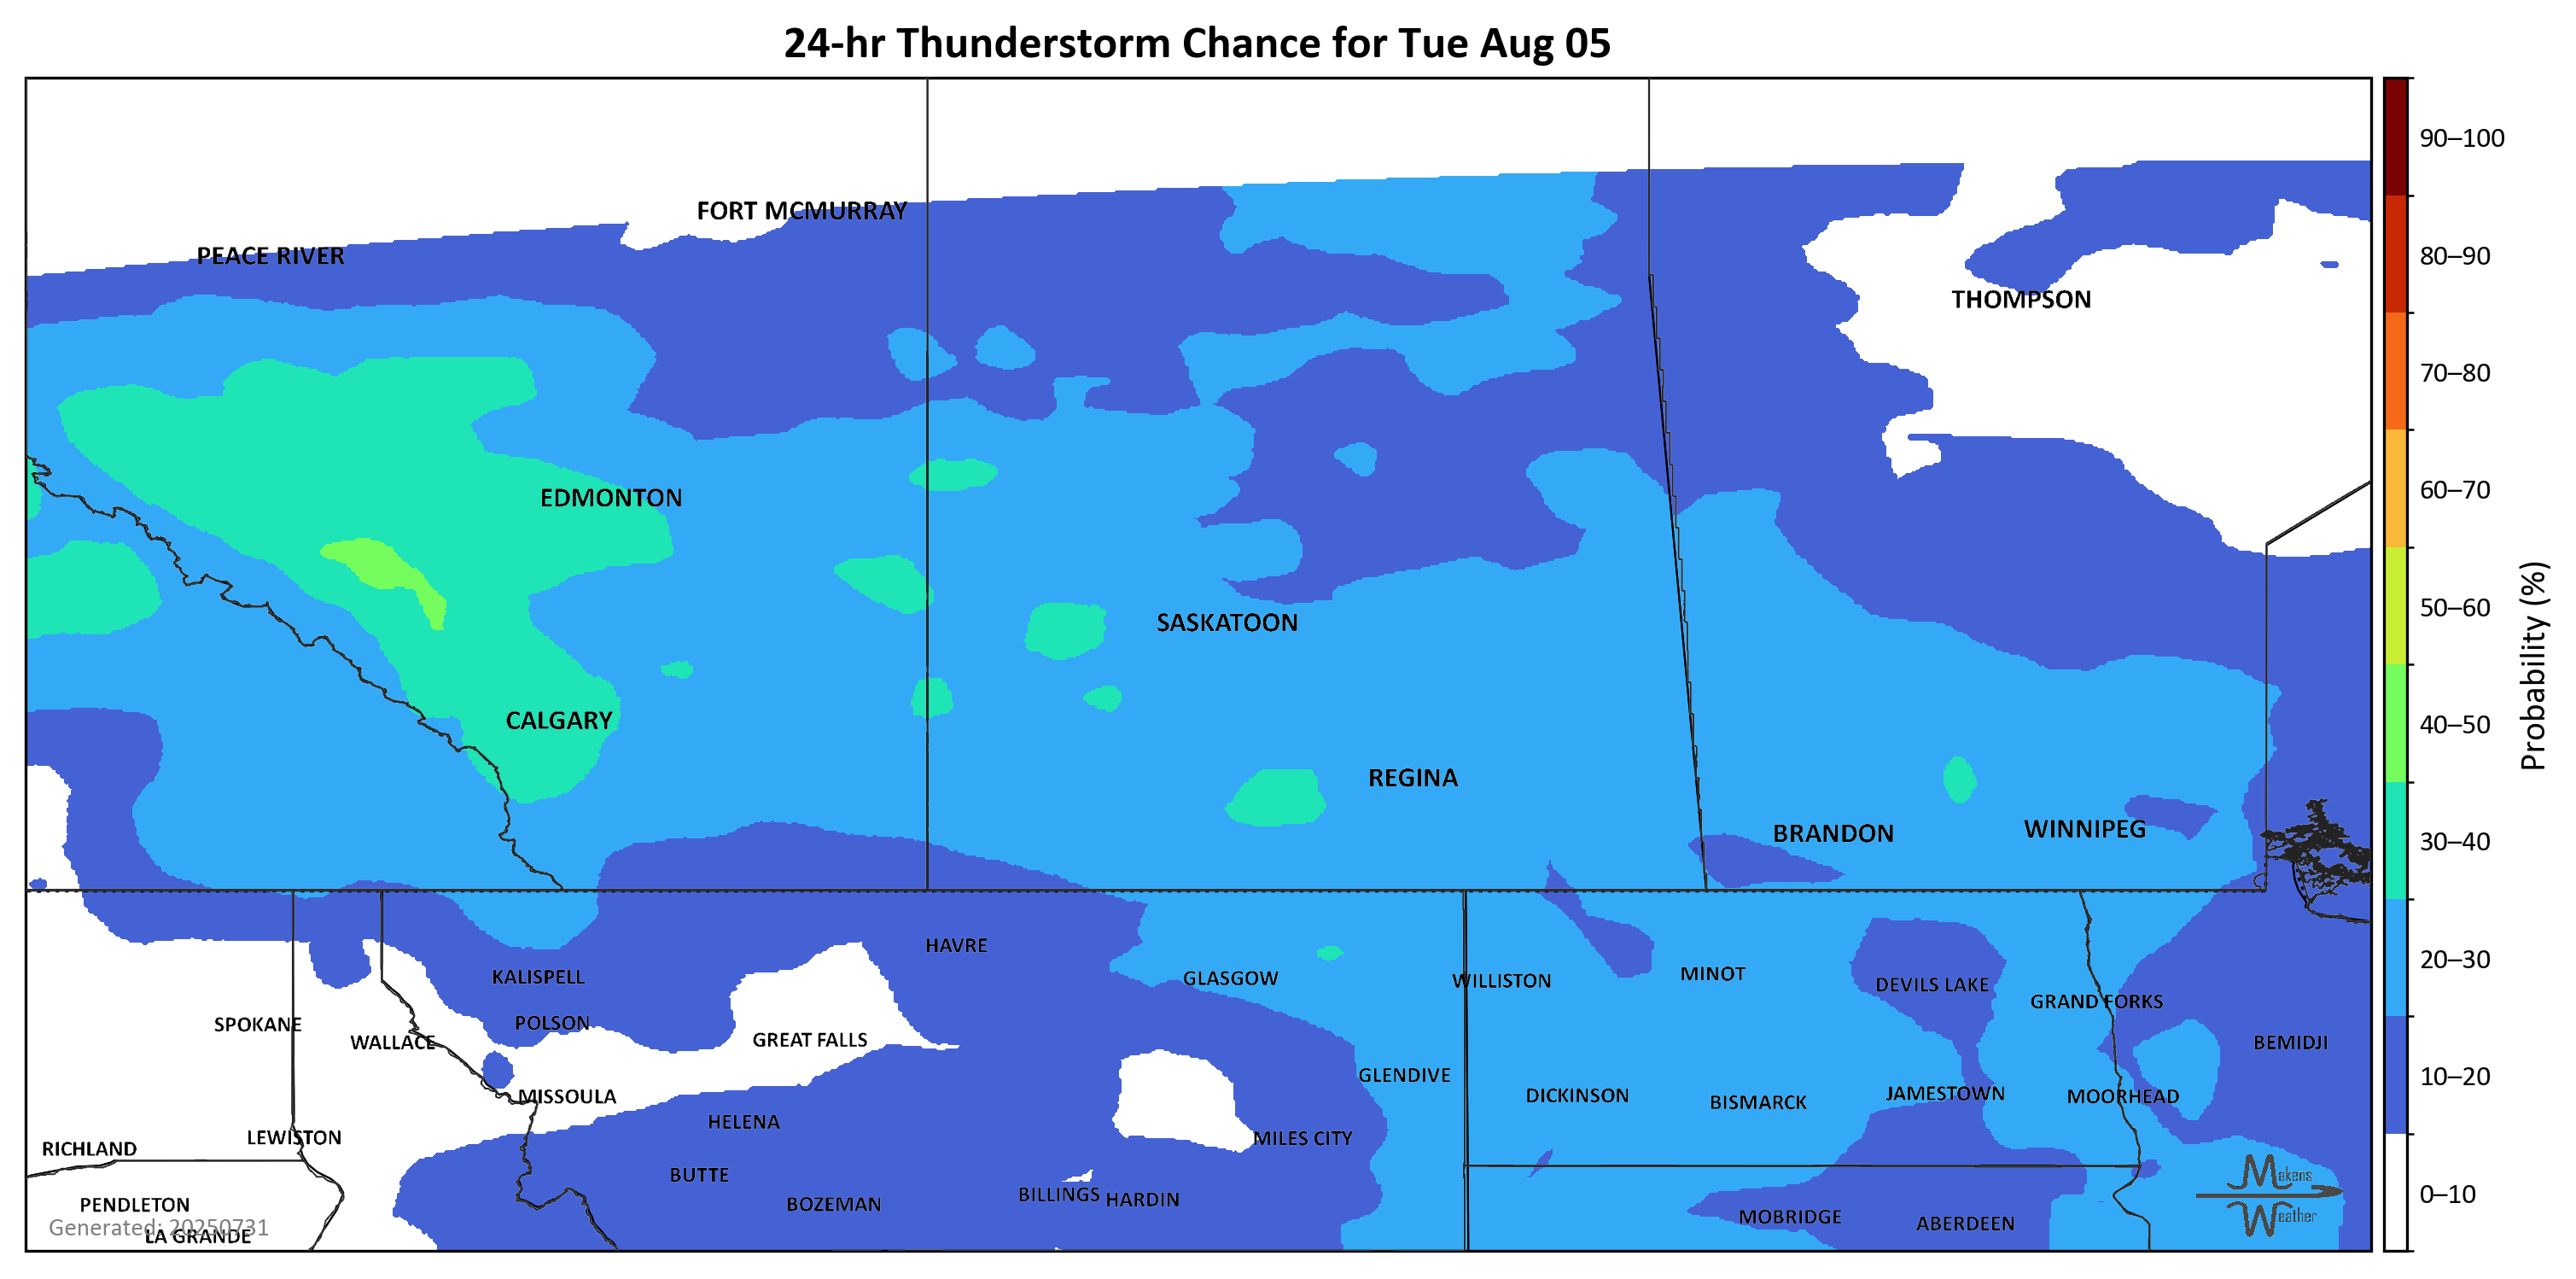 24-hr Thunderstorm Chance for Tue Aug 05
90–100
FORT MCMURRAY
PEACE RIVER
80–90
THOMPSON
70–80
60–70
EDMONTON
50–60
SASKATOON
CALGARY
40–50
Probability (%)
REGINA
BRANDON
WINNIPEG
30–40
HAVRE
20–30
KALISPELL
GLASGOW
WILLISTON
MINOT
DEVILS LAKE
GRAND FORKS
SPOKANE
POLSON
WALLACE
GREAT FALLS
BEMIDJI
GLENDIVE
10–20
MISSOULA
DICKINSON
BISMARCK
JAMESTOWN
MOORHEAD
HELENA
LEWISTON
MILES CITY
RICHLAND
BUTTE
Makens
0–10
PENDLETON
BOZEMAN
BILLINGS
HARDIN
MOBRIDGE
ABERDEEN
Weather
Generated: 20250731
LA GRANDE